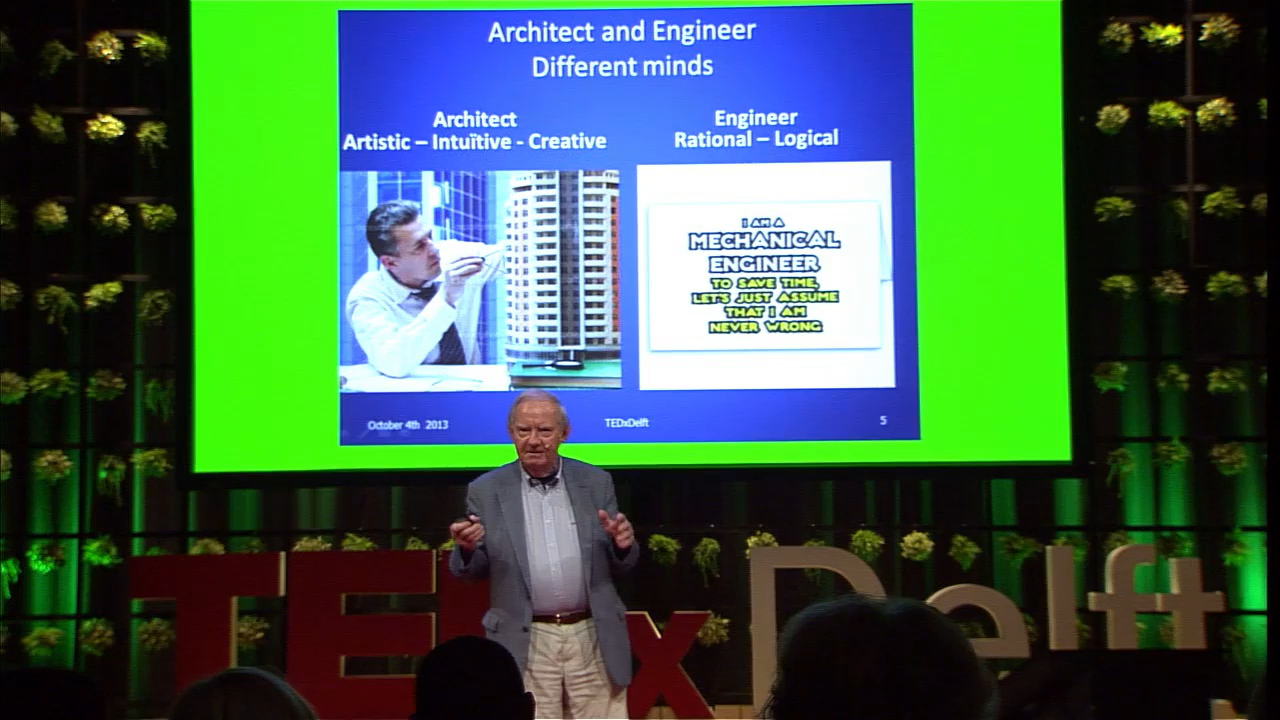 Architect and Engineer
Different minds
Architect
Artistic – Intuïtive - Creative
Engineer
Rational – Logical
I AM A
MECHANICAL
ENGINEER
TO SAVE TIME,
LET'S JUST ASSUME
THAT I AM
NEVER WRONG
October 4th 2013
TEDxDelft
5
TEDxDelft